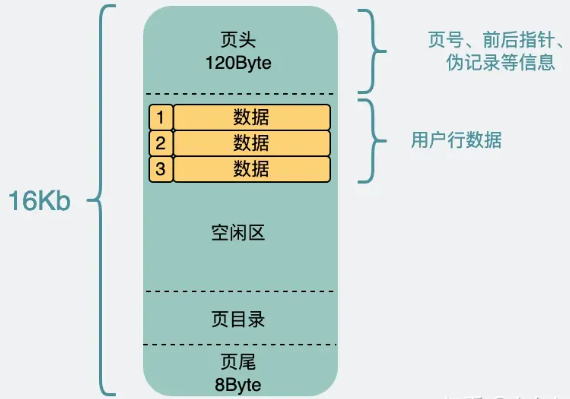 页头
120Byte
页号、前后指针、
伪记录等信息
1 数据
2 数据
3 数据
用户行数据
16Kb
空闲区
页目录
页尾
8Byte